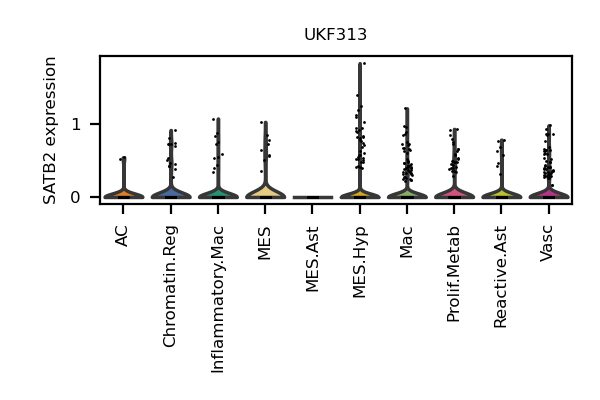 UKF313
SATB2 expression
1
0
AC
Chromatin.Reg
Inflammatory.Mac
MES
MES.Ast
MES.Hyp
Mac
Prolif.Metab
Reactive.Ast
Vasc